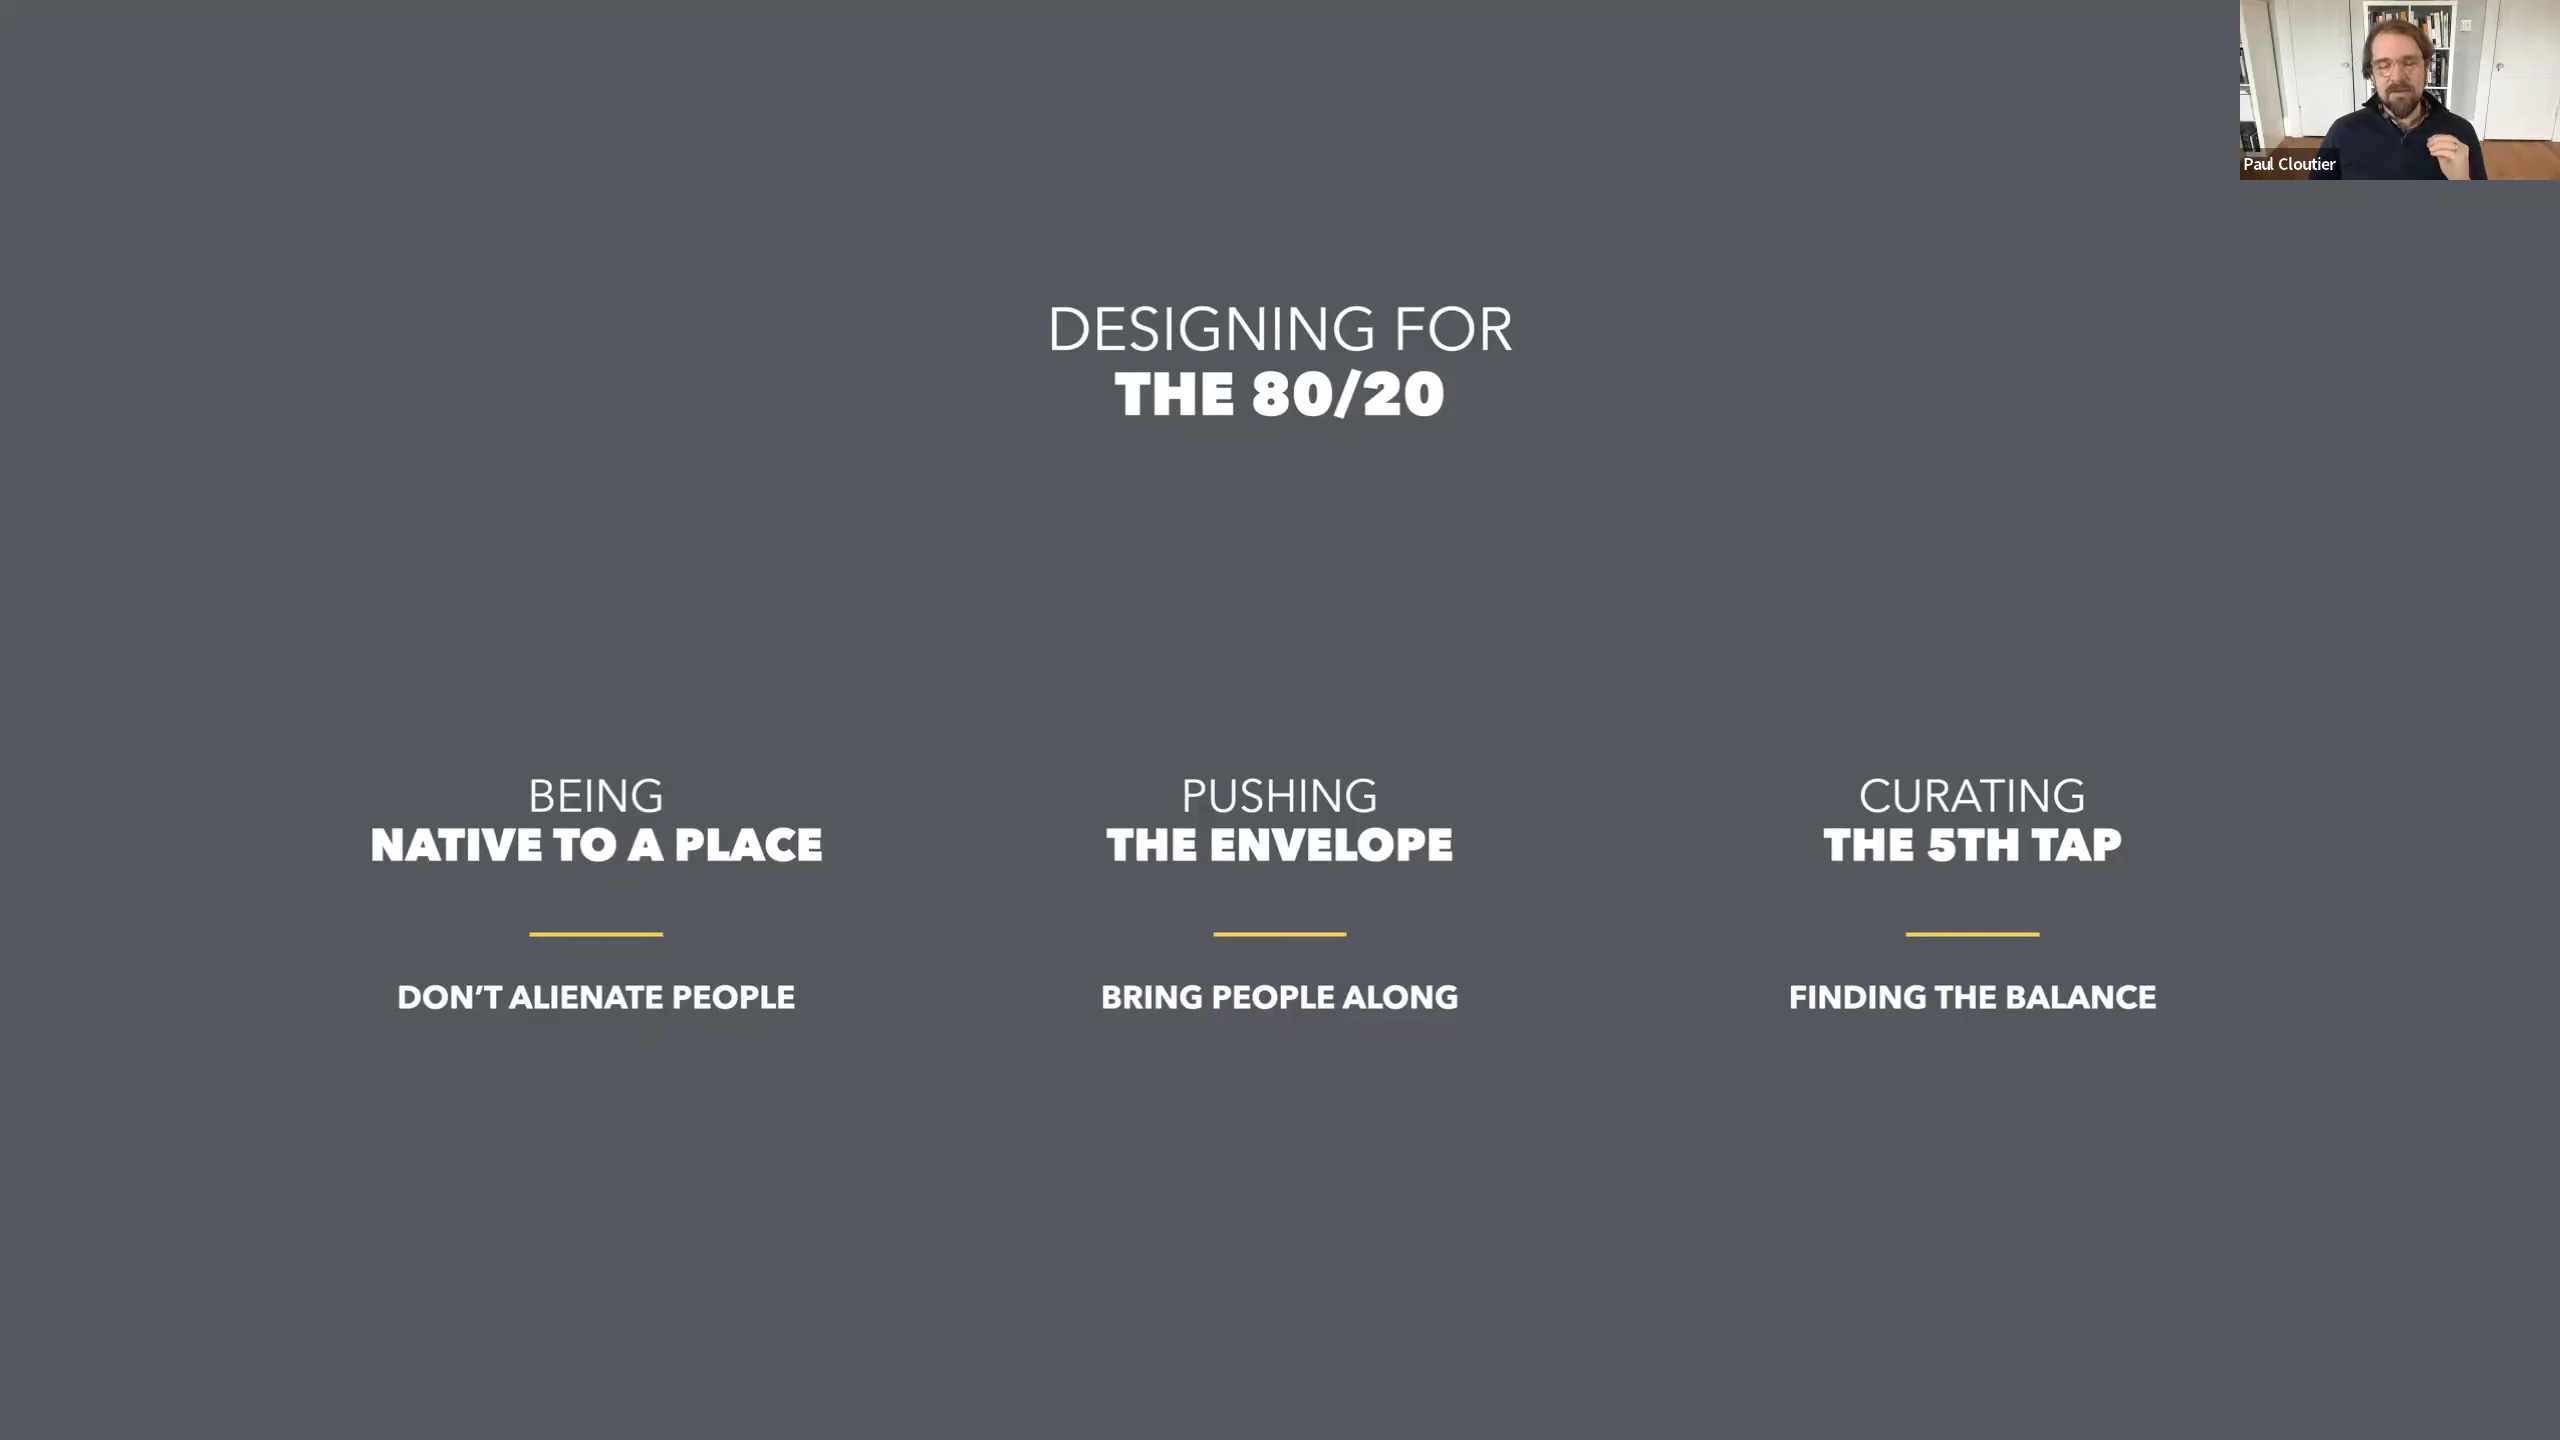 Paul Cloutier
DESIGNING FOR
THE 80/20
BEING
NATIVE TO A PLACE
DON’T ALIENATE PEOPLE
PUSHING
THE ENVELOPE
BRING PEOPLE ALONG
CURATING
THE 5TH TAP
FINDING THE BALANCE